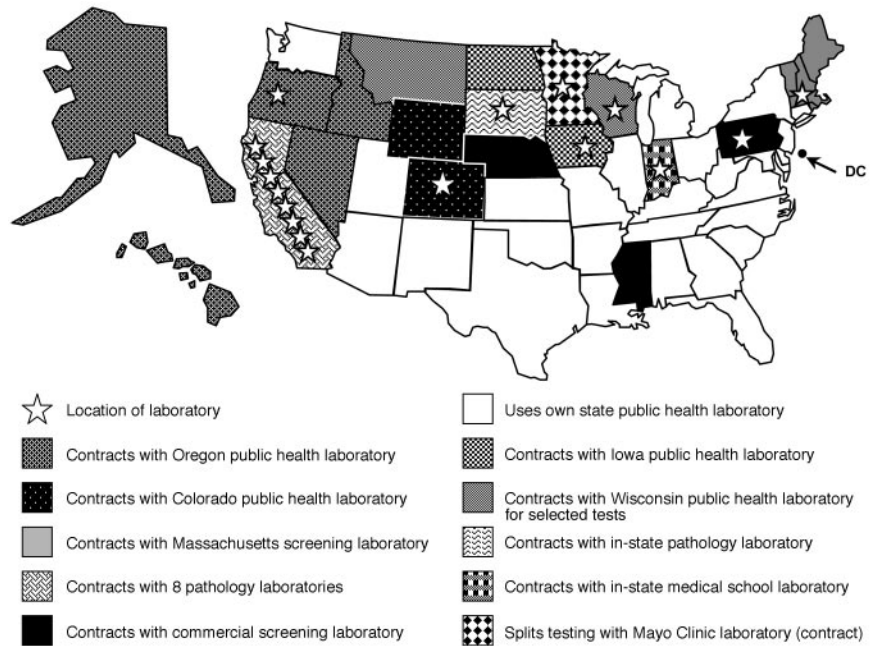 DC
Location of laboratory
Contracts with Oregon public health laboratory
Contracts with Colorado public health laboratory
Contracts with Massachusetts screening laboratory
Contracts with 8 pathology laboratories
Contracts with commercial screening laboratory
Uses own state public health laboratory
Contracts with Iowa public health laboratory
Contracts with Wisconsin public health laboratory
for selected tests
Contracts with in-state pathology laboratory
Contracts with in-state medical school laboratory
Splits testing with Mayo Clinic laboratory (contract)